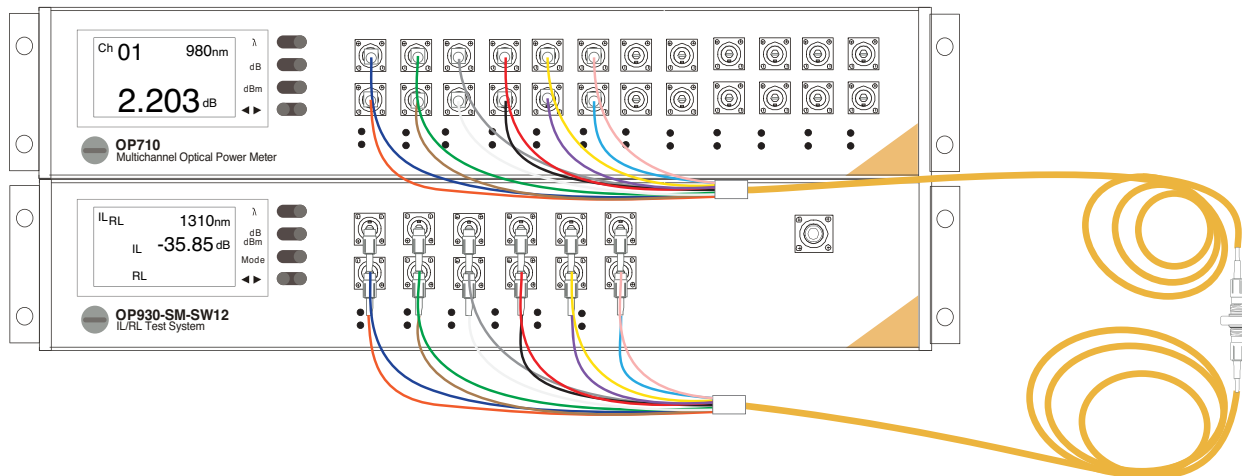 Ch 01 980nm
2.203 dB
λ
dB
dBm
◄ ►
OP710
Multichannel Optical Power Meter
IL RL 1310nm
IL -35.85 dB
RL
λ
dB
dBm
Mode
◄ ►
OP930-SM-SW12
IL/RL Test System